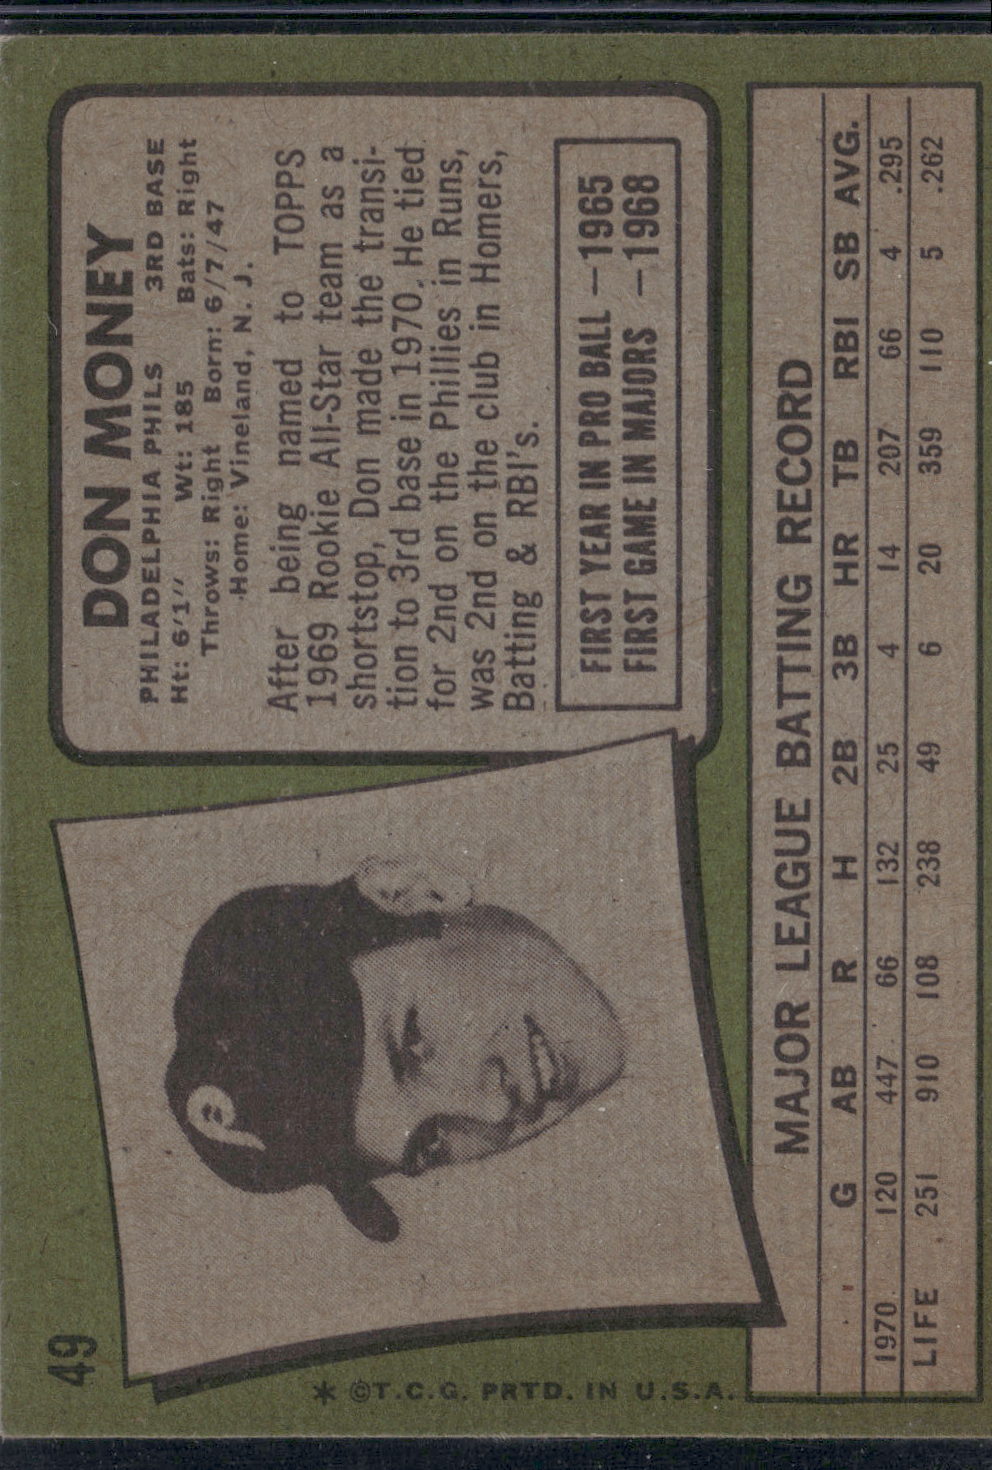 49
DON MONEY
PHILADELPHIA PHILS 3RD BASE
Ht: 6'1" Wt: 185 Bats: Right
Throws: Right Born: 6/7/47
Home: Vineland, N. J.
After being named to TOPPS
1969 Rookie All-Star team as a
shortstop, Don made the transi-
tion to 3rd base in 1970. He tied
for 2nd on the Phillies in Runs,
was 2nd on the club in Homers,
Batting & RBI's.
FIRST YEAR IN PRO BALL —1965
FIRST GAME IN MAJORS —1968
P
* ©T.C.G. PRTD. IN U.S.A.
MAJOR LEAGUE BATTING RECORD
G AB R H 2B 3B HR TB RBI SB AVG.
1970 120 447 66 132 25 4 14 207 66 4 .295
LIFE 251 910 108 238 49 6 20 359 110 5 .262